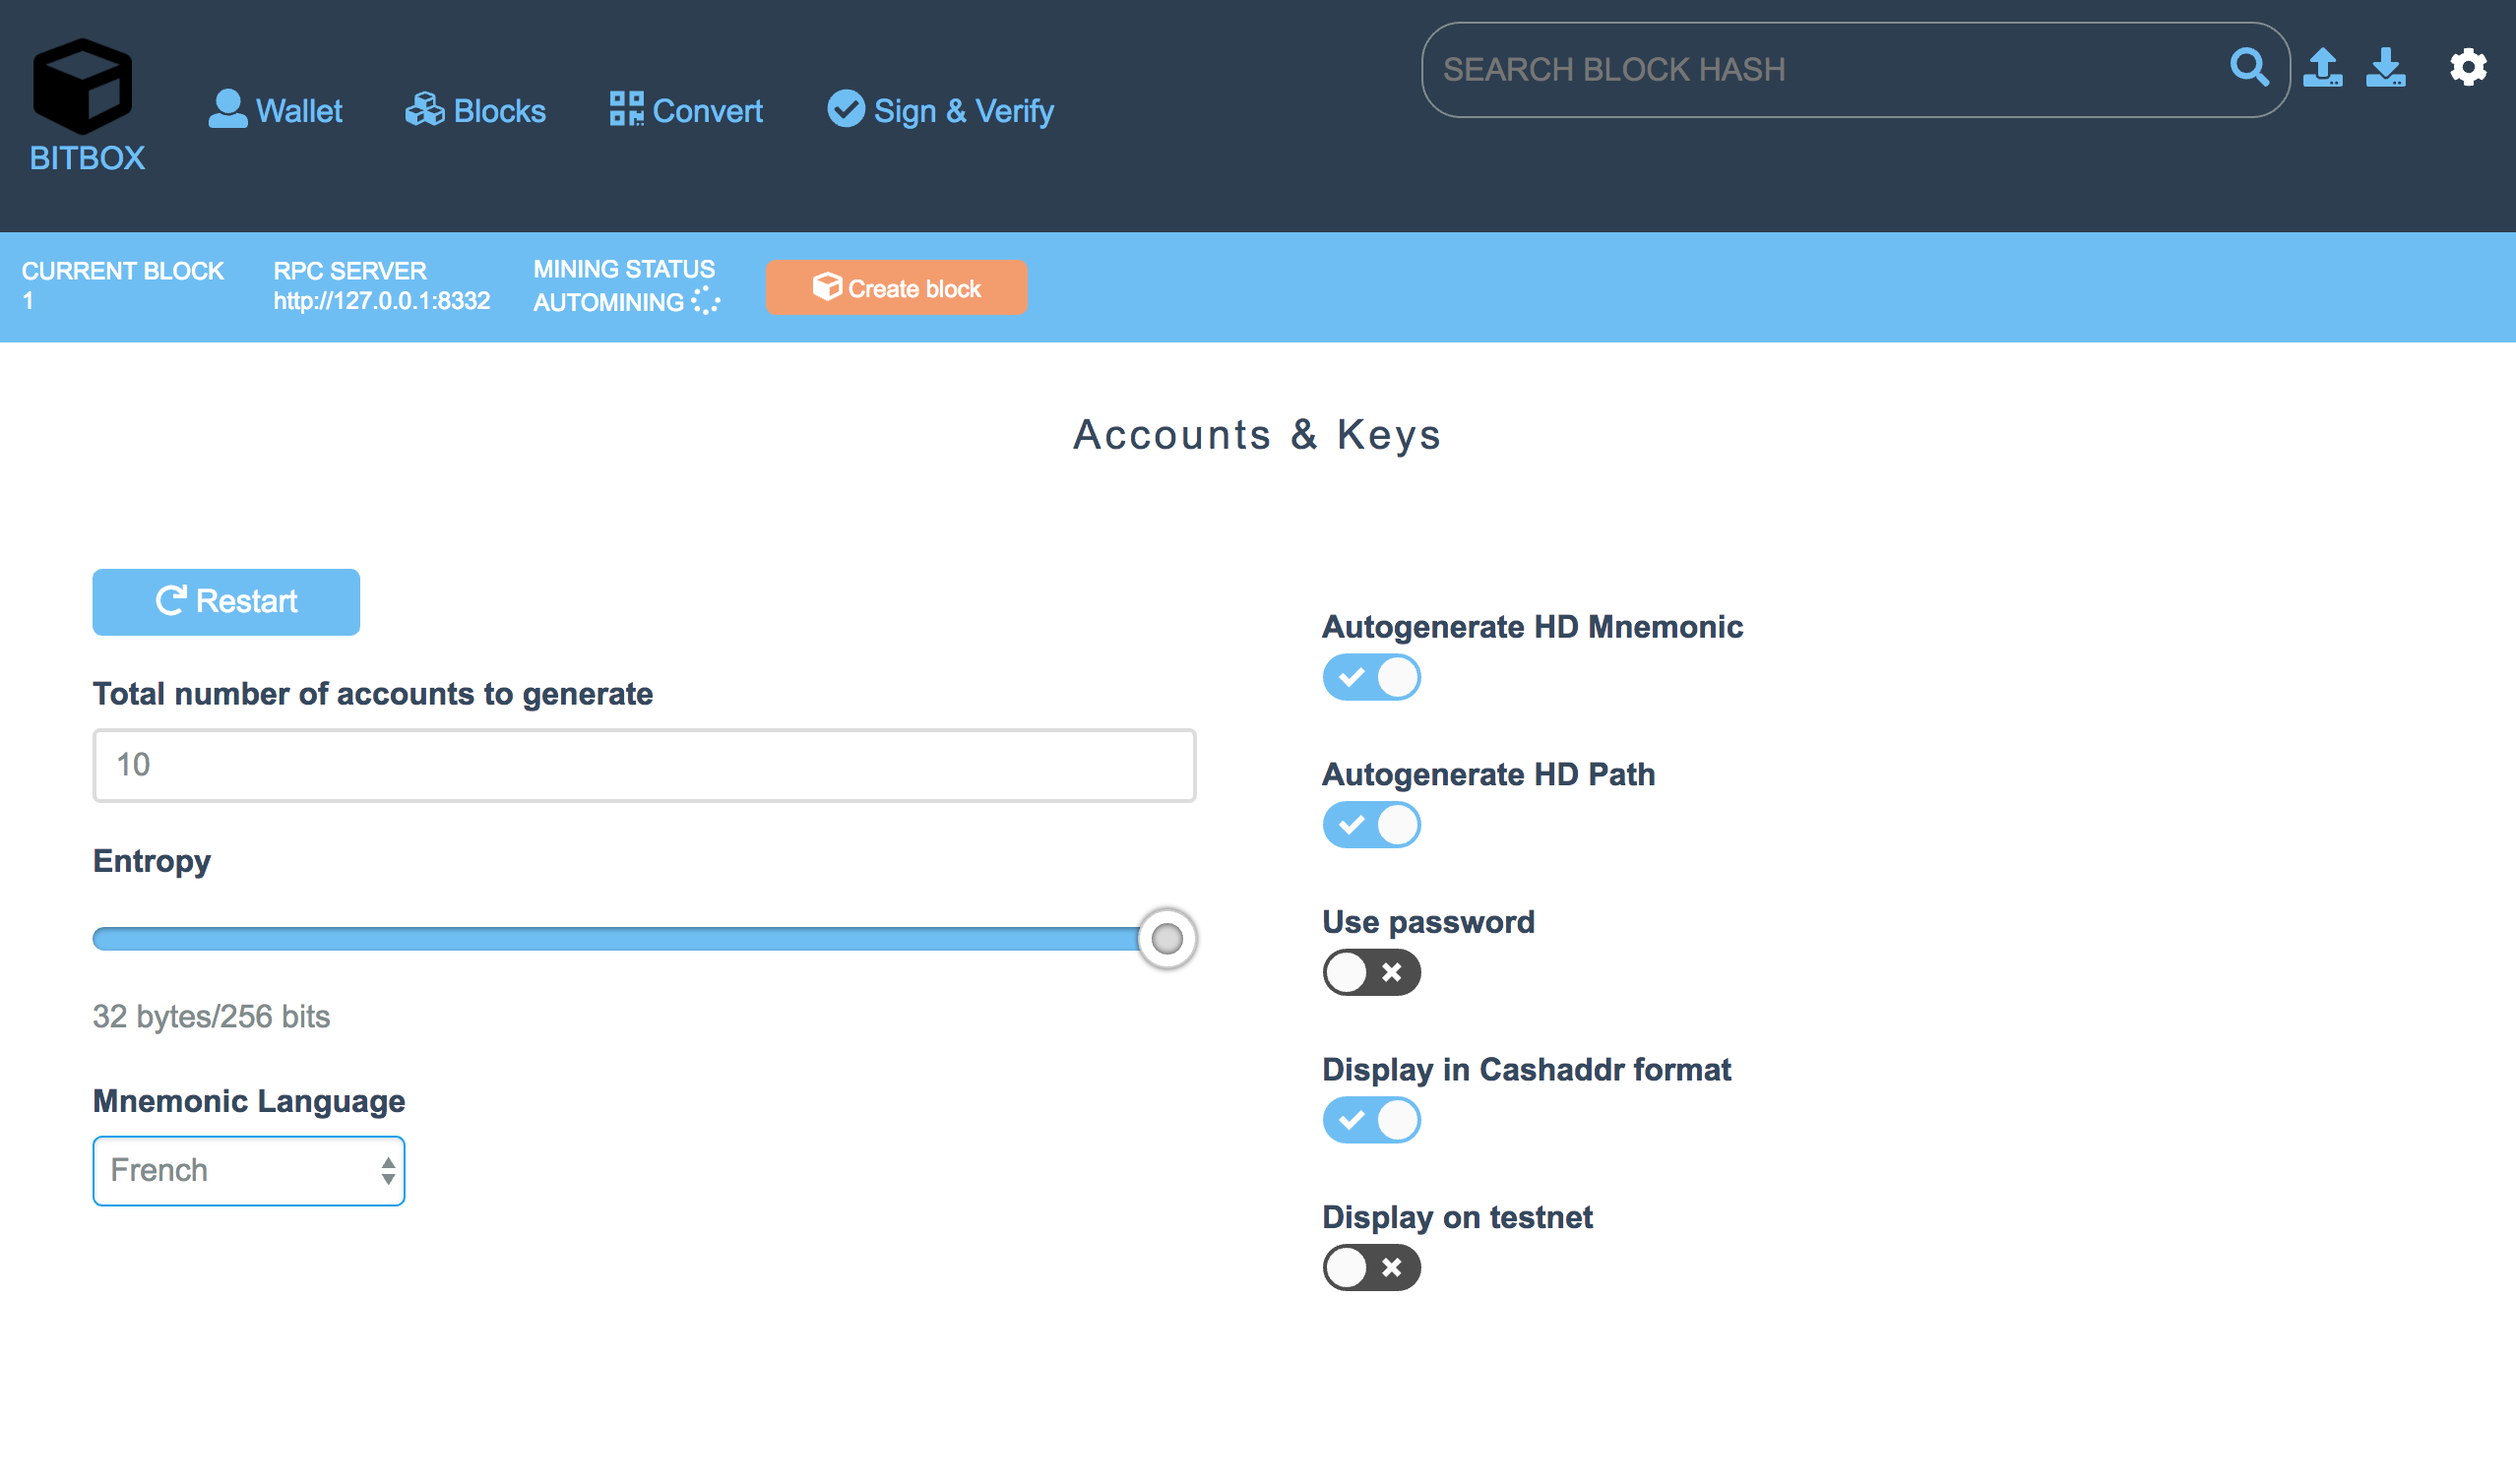 BITBOX
Wallet
Blocks
Convert
Sign & Verify
SEARCH BLOCK HASH
CURRENT BLOCK
1
RPC SERVER
http://127.0.0.1:8332
MINING STATUS
AUTOMINING
Create block
Accounts & Keys
Restart
Total number of accounts to generate
10
Entropy
32 bytes/256 bits
Mnemonic Language
French
Autogenerate HD Mnemonic
Autogenerate HD Path
Use password
Display in Cashaddr format
Display on testnet